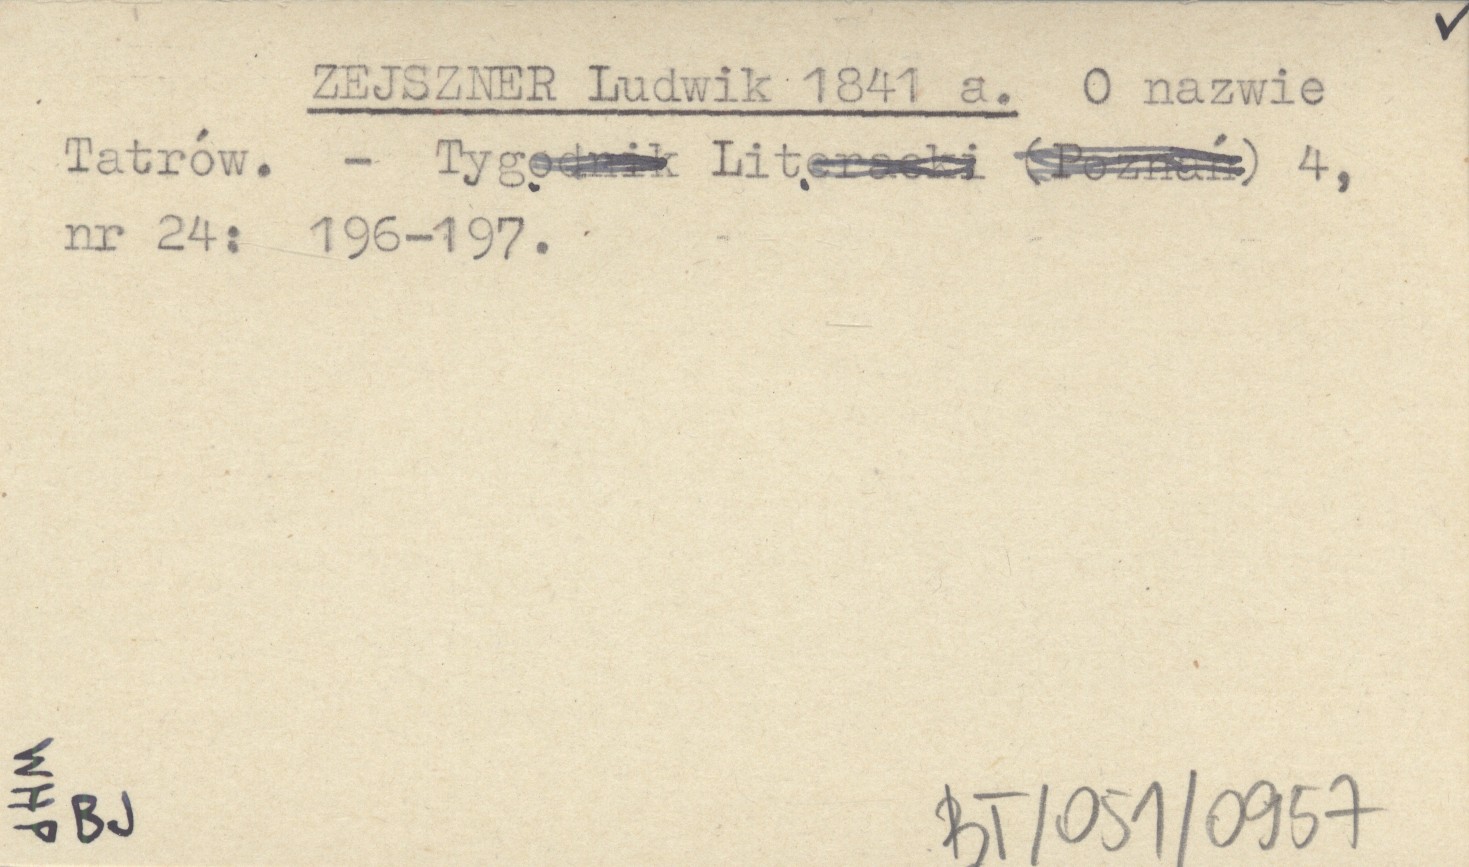 ZEJSZNER Ludwik 1841 a. O nazwie
Tatrów. - Tygodnik Literacki (Poznań) 4,
nr 24: 196-197.
BJ
BT/051/0957